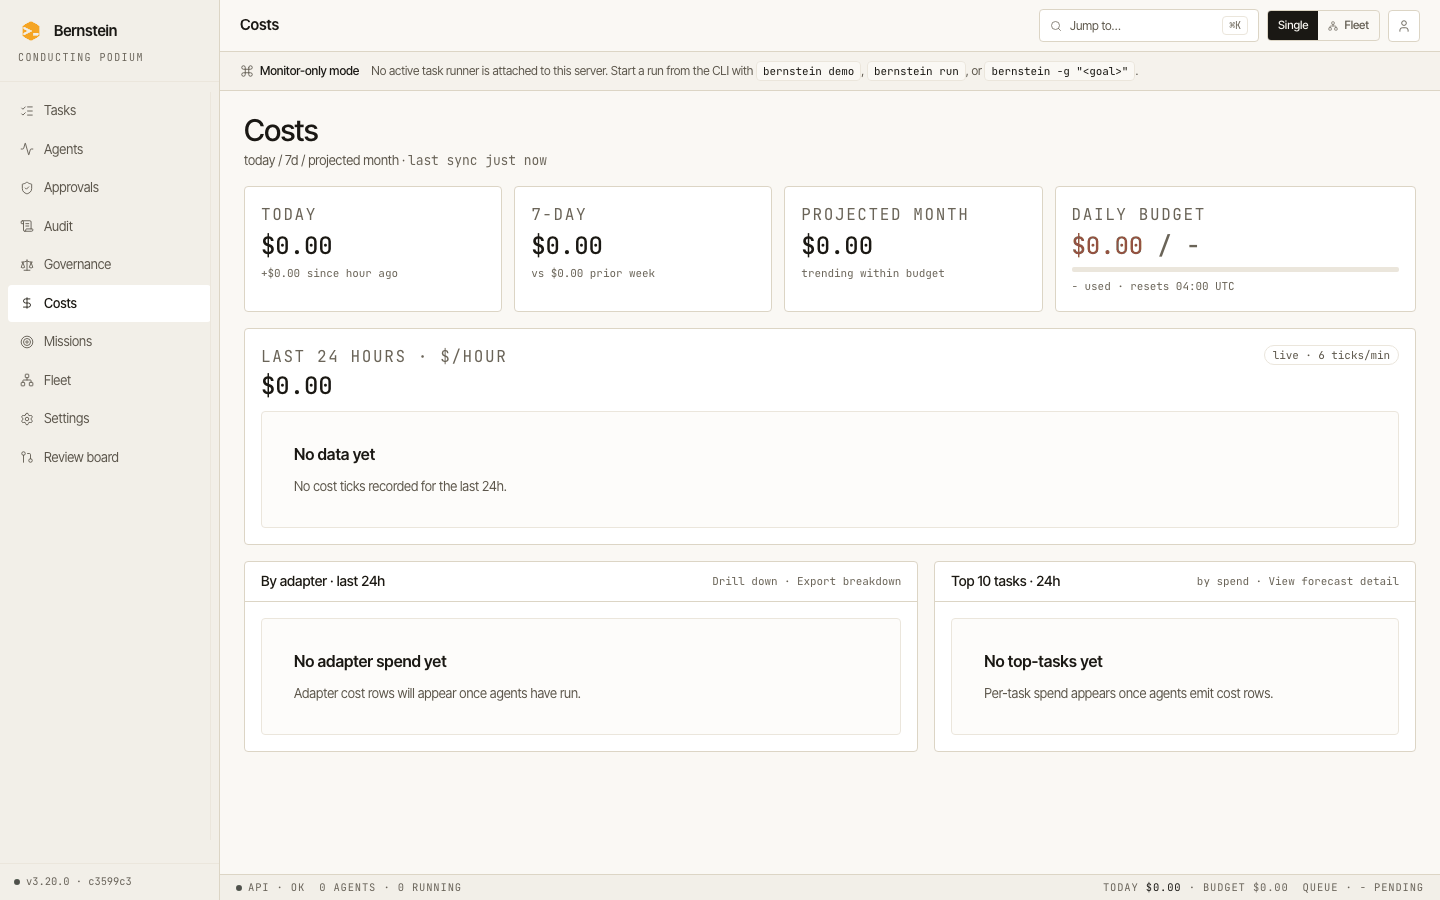 Bernstein
CONDUCTING PODIUM
Tasks
Agents
Approvals
Audit
Governance
Costs
Missions
Fleet
Settings
Review board
v3.20.0 · c3599c3
Costs
Jump to...
⌘K
Single
Fleet
Monitor-only mode No active task runner is attached to this server. Start a run from the CLI with bernstein demo, bernstein run, or bernstein -g "<goal>".
Costs
today / 7d / projected month · last sync just now
TODAY
$0.00
+$0.00 since hour ago
7-DAY
$0.00
vs $0.00 prior week
PROJECTED MONTH
$0.00
trending within budget
DAILY BUDGET
$0.00 / -
- used · resets 04:00 UTC
LAST 24 HOURS · $/HOUR
live · 6 ticks/min
$0.00
No data yet
No cost ticks recorded for the last 24h.
By adapter · last 24h
Drill down · Export breakdown
No adapter spend yet
Adapter cost rows will appear once agents have run.
Top 10 tasks · 24h
by spend · View forecast detail
No top-tasks yet
Per-task spend appears once agents emit cost rows.
API · OK 0 AGENTS · 0 RUNNING
TODAY $0.00 · BUDGET $0.00 QUEUE · - PENDING